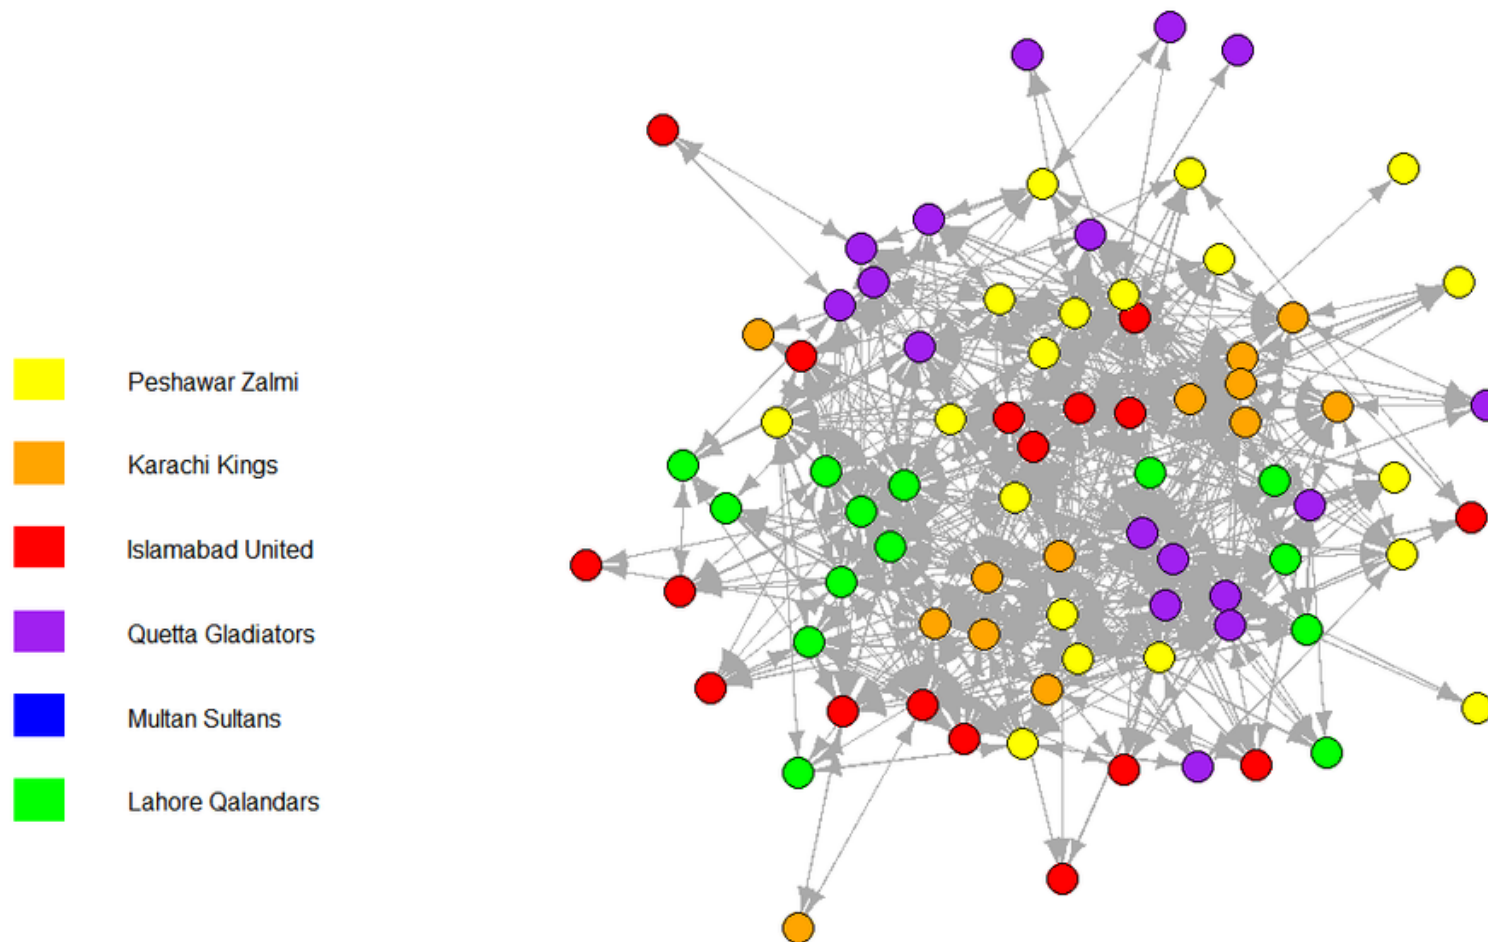 Peshawar Zalmi
Karachi Kings
Islamabad United
Quetta Gladiators
Multan Sultans
Lahore Qalandars